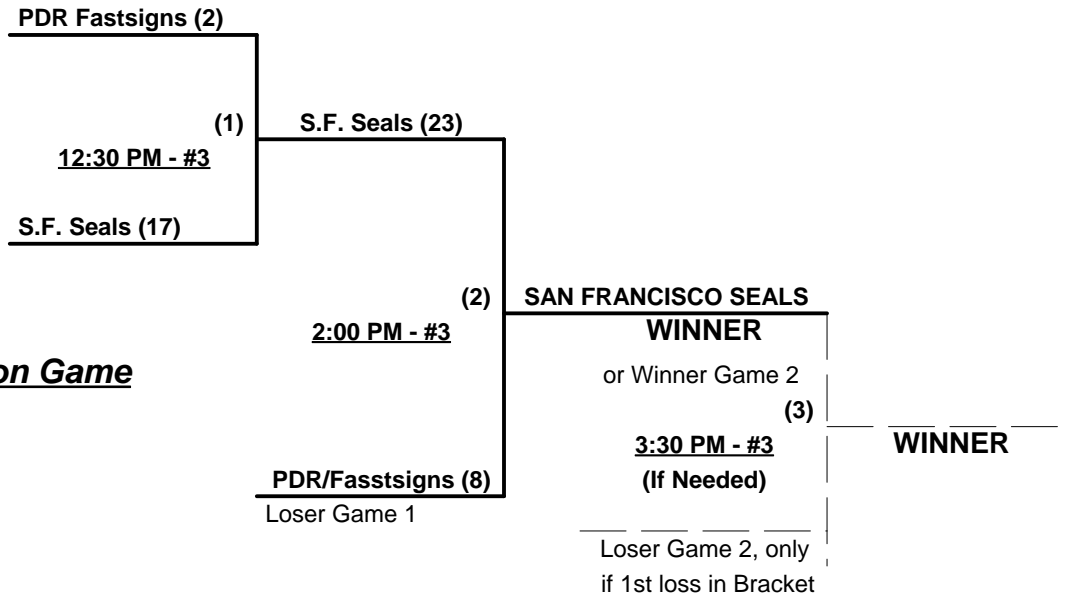 PDR Fastsigns (2)
(1)
S.F. Seals (23)
12:30 PM - #3
S.F. Seals (17)
(2)
SAN FRANCISCO SEALS
2:00 PM - #3
WINNER
on Game
or Winner Game 2
(3)
3:30 PM - #3
WINNER
PDR/Fasstsigns (8)
(If Needed)
Loser Game 1
Loser Game 2, only
if 1st loss in Bracket